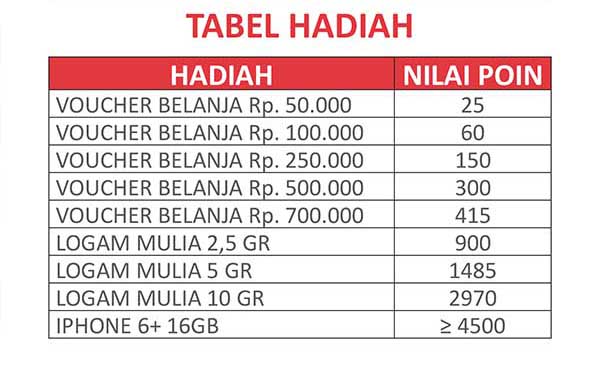 TABEL HADIAH
HADIAH NILAI POIN
VOUCHER BELANJA Rp. 50.000 25
VOUCHER BELANJA Rp. 100.000 60
VOUCHER BELANJA Rp. 250.000 150
VOUCHER BELANJA Rp. 500.000 300
VOUCHER BELANJA Rp. 700.000 415
LOGAM MULIA 2,5 GR 900
LOGAM MULIA 5 GR 1485
LOGAM MULIA 10 GR 2970
IPHONE 6+ 16GB ≥ 4500